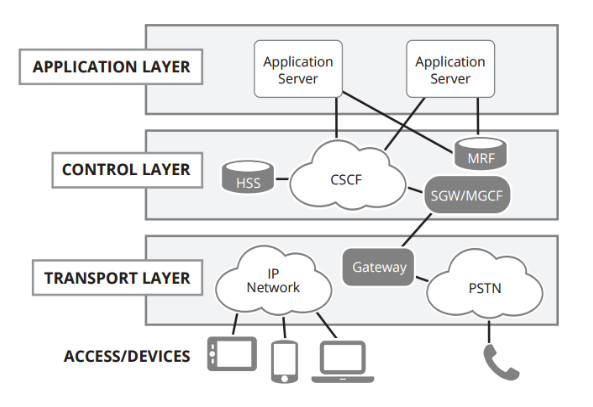 APPLICATION LAYER
Application
Server
Application
Server
CONTROL LAYER
HSS
CSCF
MRF
SGW/MGCF
TRANSPORT LAYER
IP
Network
Gateway
PSTN
ACCESS/DEVICES